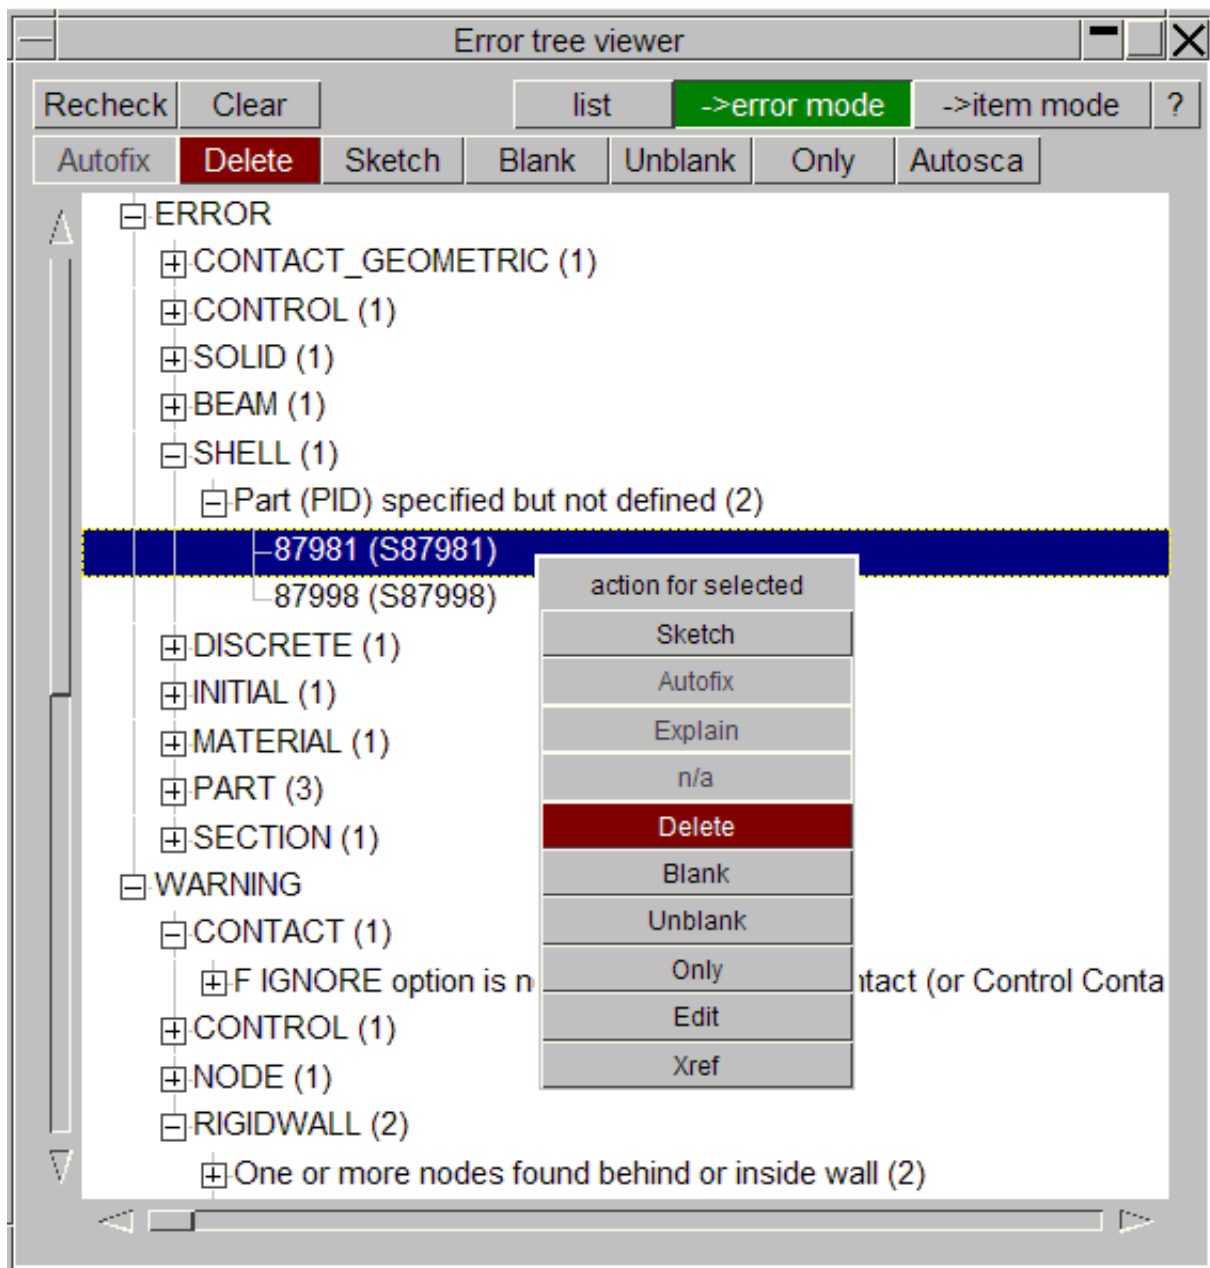 Error tree viewer
Recheck Clear list ->error mode ->item mode ?
Autofix Delete Sketch Blank Unblank Only Autosca
ERROR
CONTACT_GEOMETRIC (1)
CONTROL (1)
SOLID (1)
BEAM (1)
SHELL (1)
Part (PID) specified but not defined (2)
87981 (S87981)
87998 (S87998)
DISCRETE (1)
INITIAL (1)
MATERIAL (1)
PART (3)
SECTION (1)
WARNING
CONTACT (1)
F IGNORE option is n
ntact (or Control Conta
CONTROL (1)
NODE (1)
RIGIDWALL (2)
One or more nodes found behind or inside wall (2)
action for selected
Sketch
Autofix
Explain
n/a
Delete
Blank
Unblank
Only
Edit
Xref